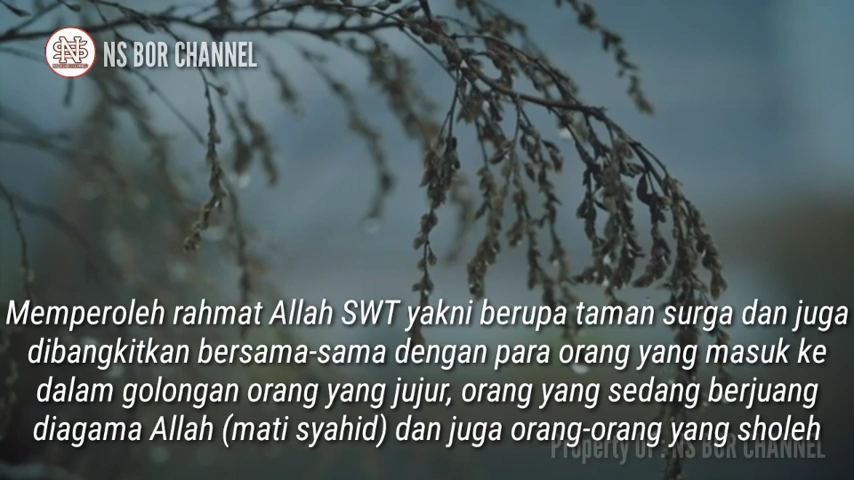 NS BOR CHANNEL
Memperoleh rahmat Allah SWT yakni berupa taman surga dan juga
dibangkitkan bersama-sama dengan para orang yang masuk ke
dalam golongan orang yang jujur, orang yang sedang berjuang
diagama Allah (mati syahid) dan juga orang-orang yang sholeh
Property of : NS BOR CHANNEL